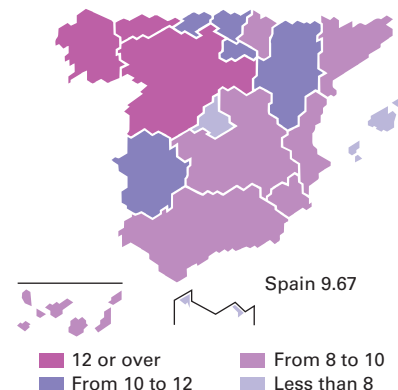 Spain 9.67
12 or over
From 8 to 10
From 10 to 12
Less than 8